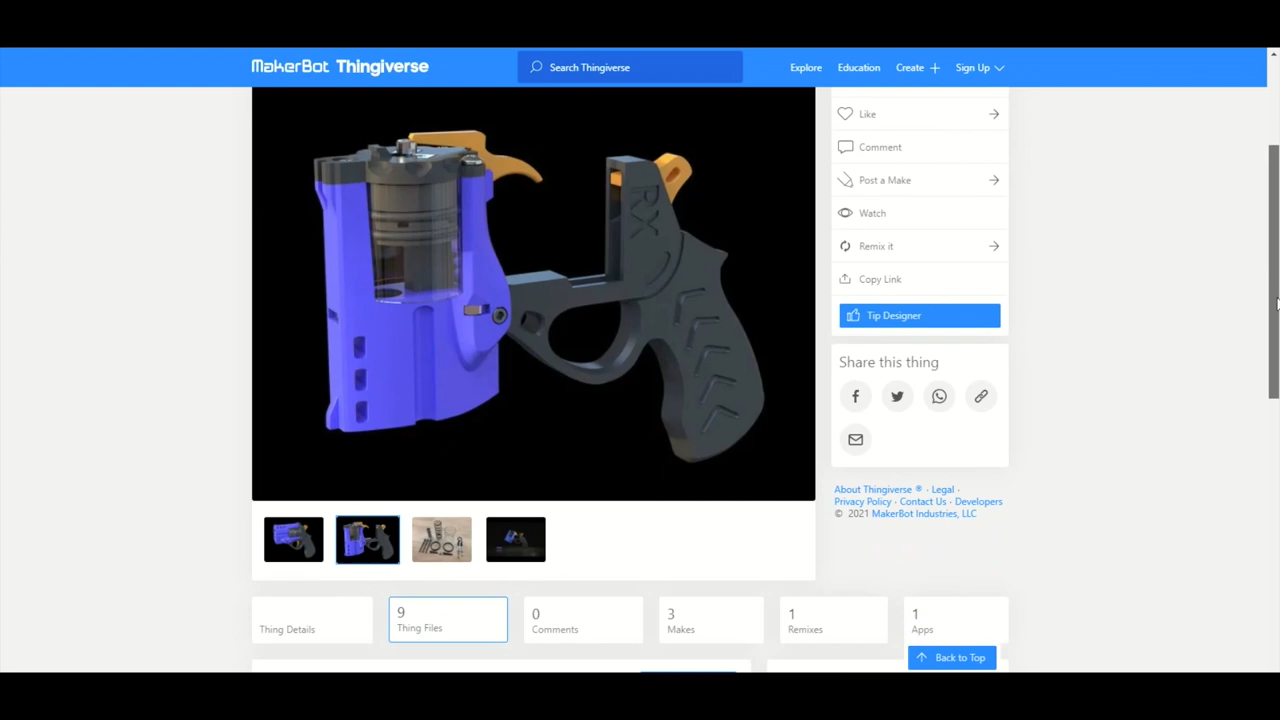 MakerBot Thingiverse
Search Thingiverse
Explore
Education
Create
Sign Up
Like
Comment
Post a Make
Watch
Remix it
Copy Link
Tip Designer
RX
Share this thing
About Thingiverse ® · Legal ·
Privacy Policy · Contact Us · Developers
© 2021 MakerBot Industries, LLC
Thing Details
9
Thing Files
0
Comments
3
Makes
1
Remixes
1
Apps
Back to Top